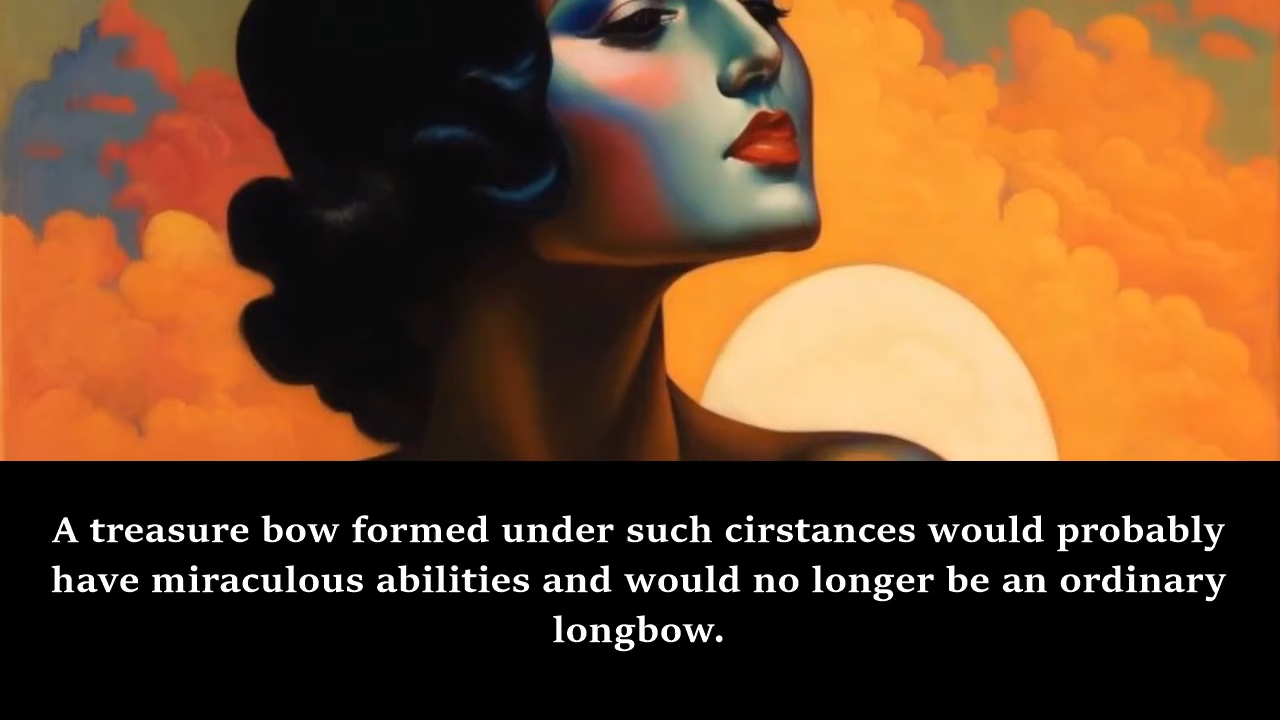 A treasure bow formed under such cirstances would probably
have miraculous abilities and would no longer be an ordinary
longbow.